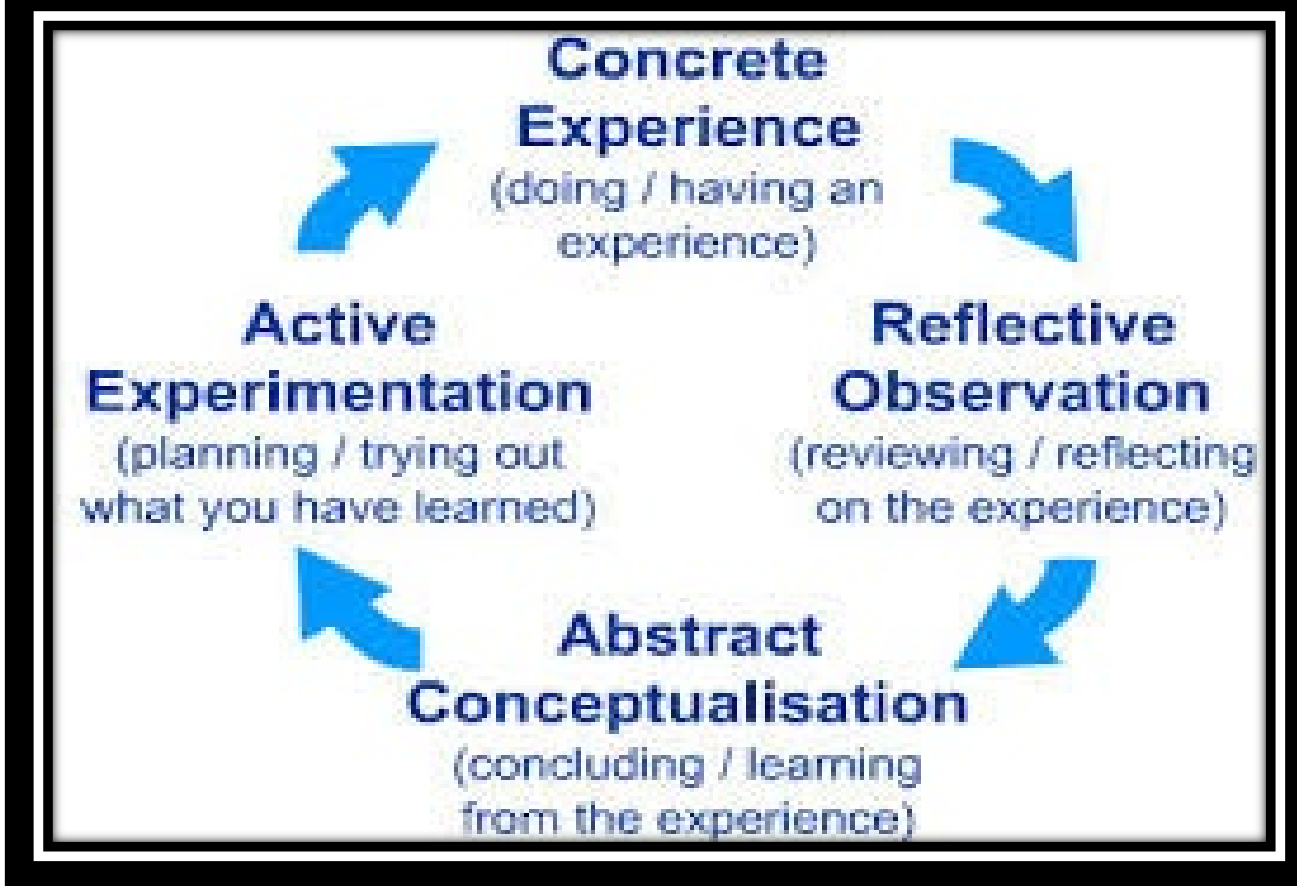 Concrete
Experience
(doing / having an
experience)
Active
Experimentation
(planning / trying out
what you have learned)
Reflective
Observation
(reviewing / reflecting
on the experience)
Abstract
Conceptualisation
(concluding / learning
from the experience)